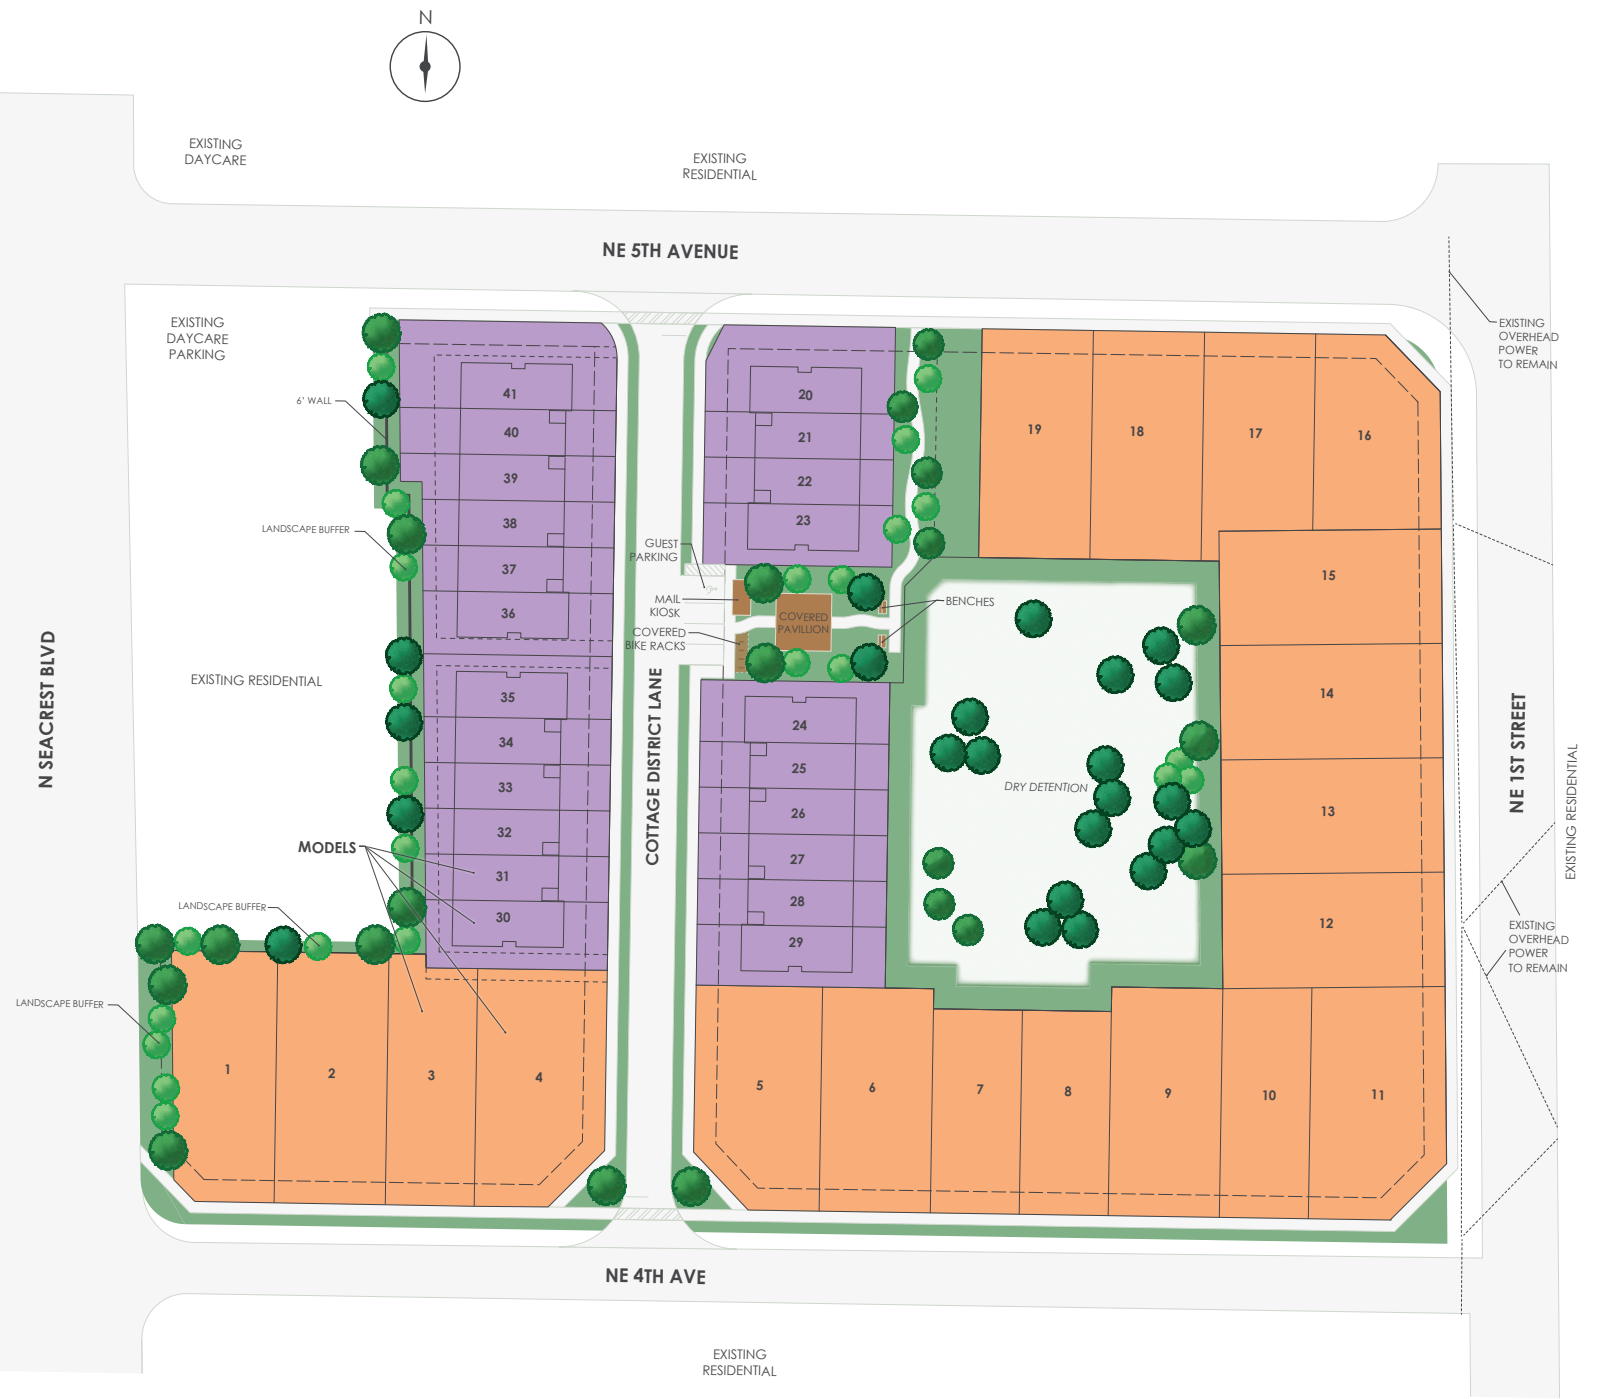 N
EXISTING
DAYCARE
EXISTING
RESIDENTIAL
NE 5TH AVENUE
EXISTING
DAYCARE
PARKING
EXISTING
OVERHEAD
POWER
TO REMAIN
6' WALL
41
40
39
38
37
36
35
34
33
32
31
30
20
21
22
23
19
18
17
16
LANDSCAPE BUFFER
GUEST
PARKING
MAIL
KIOSK
COVERED
BIKE RACKS
COVERED
PAVILLION
BENCHES
15
14
13
12
EXISTING RESIDENTIAL
N SEACREST BLVD
COTTAGE DISTRICT LANE
24
25
26
27
28
29
DRY DETENTION
NE 1ST STREET
EXISTING RESIDENTIAL
MODELS
LANDSCAPE BUFFER
EXISTING
OVERHEAD
POWER
TO REMAIN
LANDSCAPE BUFFER
1
2
3
4
5
6
7
8
9
10
11
NE 4TH AVE
EXISTING
RESIDENTIAL